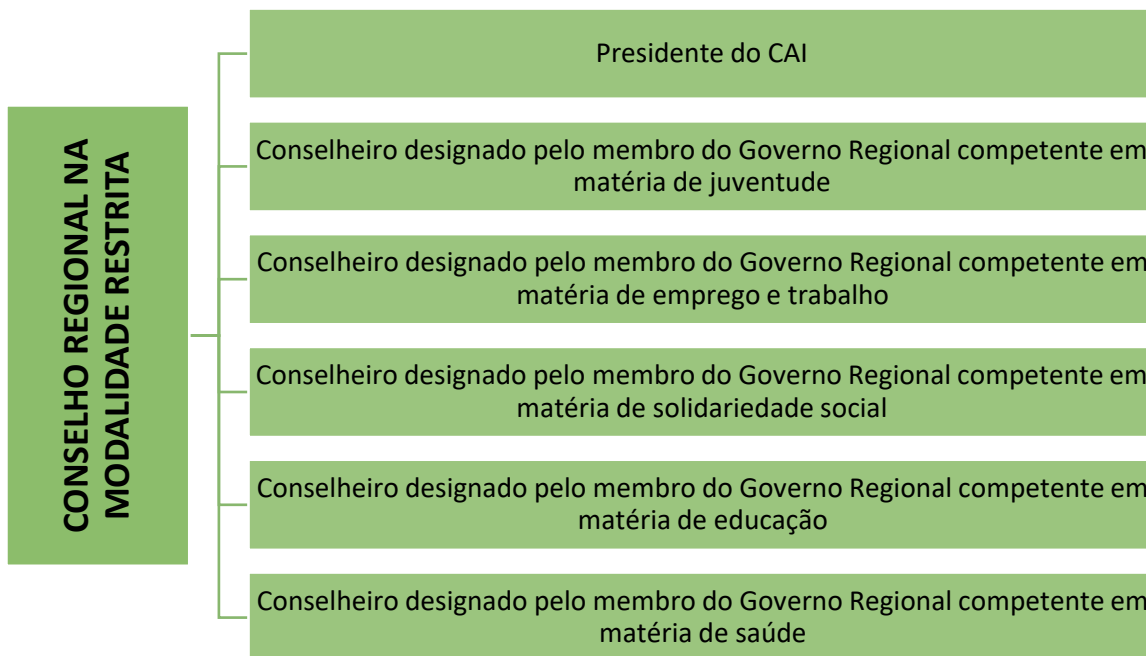 CONSELHO REGIONAL NA
MODALIDADE RESTRITA
Presidente do CAI
Conselheiro designado pelo membro do Governo Regional competente em
matéria de juventude
Conselheiro designado pelo membro do Governo Regional competente em
matéria de emprego e trabalho
Conselheiro designado pelo membro do Governo Regional competente em
matéria de solidariedade social
Conselheiro designado pelo membro do Governo Regional competente em
matéria de educação
Conselheiro designado pelo membro do Governo Regional competente em
matéria de saúde